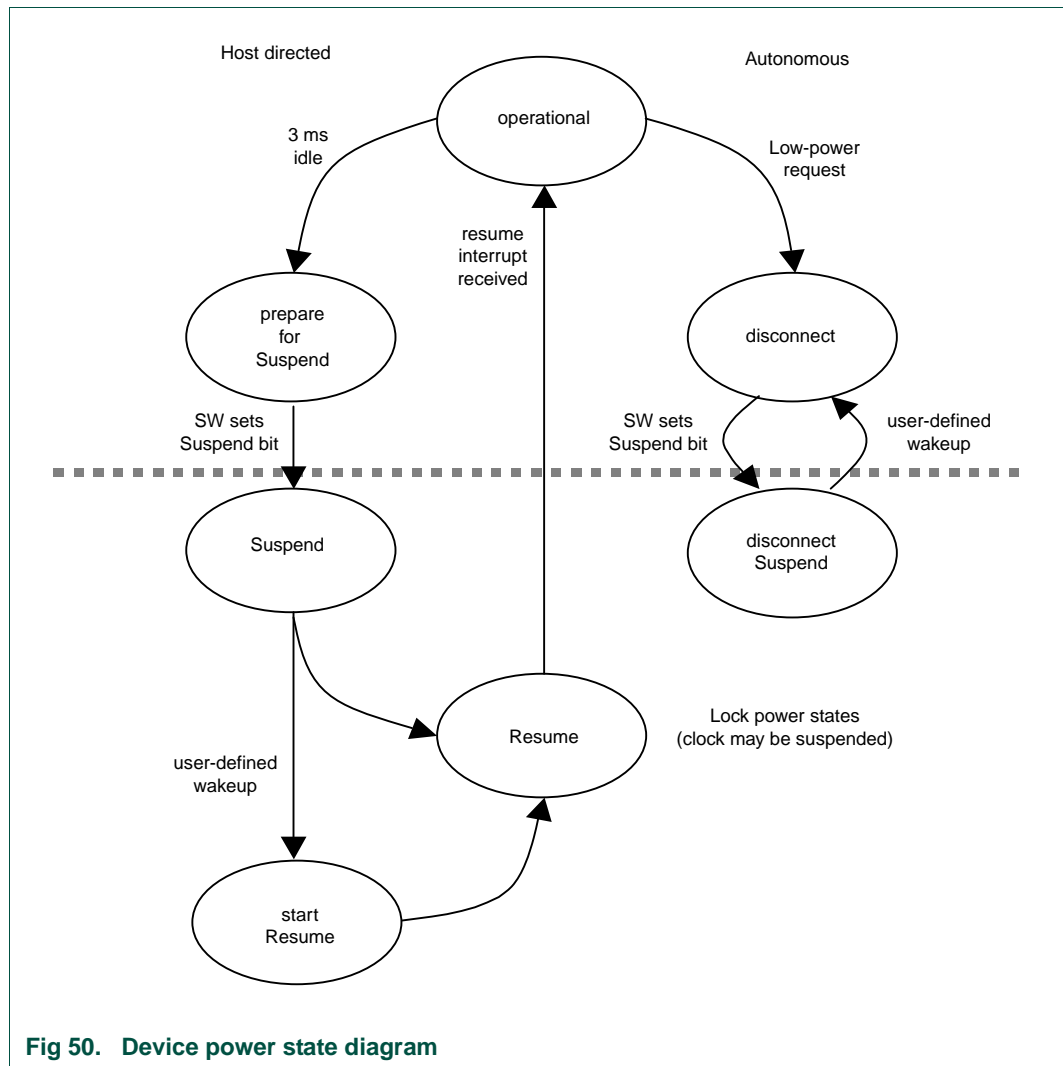 Host directed
Autonomous
operational
3 ms
idle
Low-power
request
resume
interrupt
received
prepare
for
Suspend
disconnect
SW sets
Suspend bit
SW sets
Suspend bit
user-defined
wakeup
Suspend
disconnect
Suspend
Resume
Lock power states
(clock may be suspended)
user-defined
wakeup
start
Resume
Fig 50. Device power state diagram